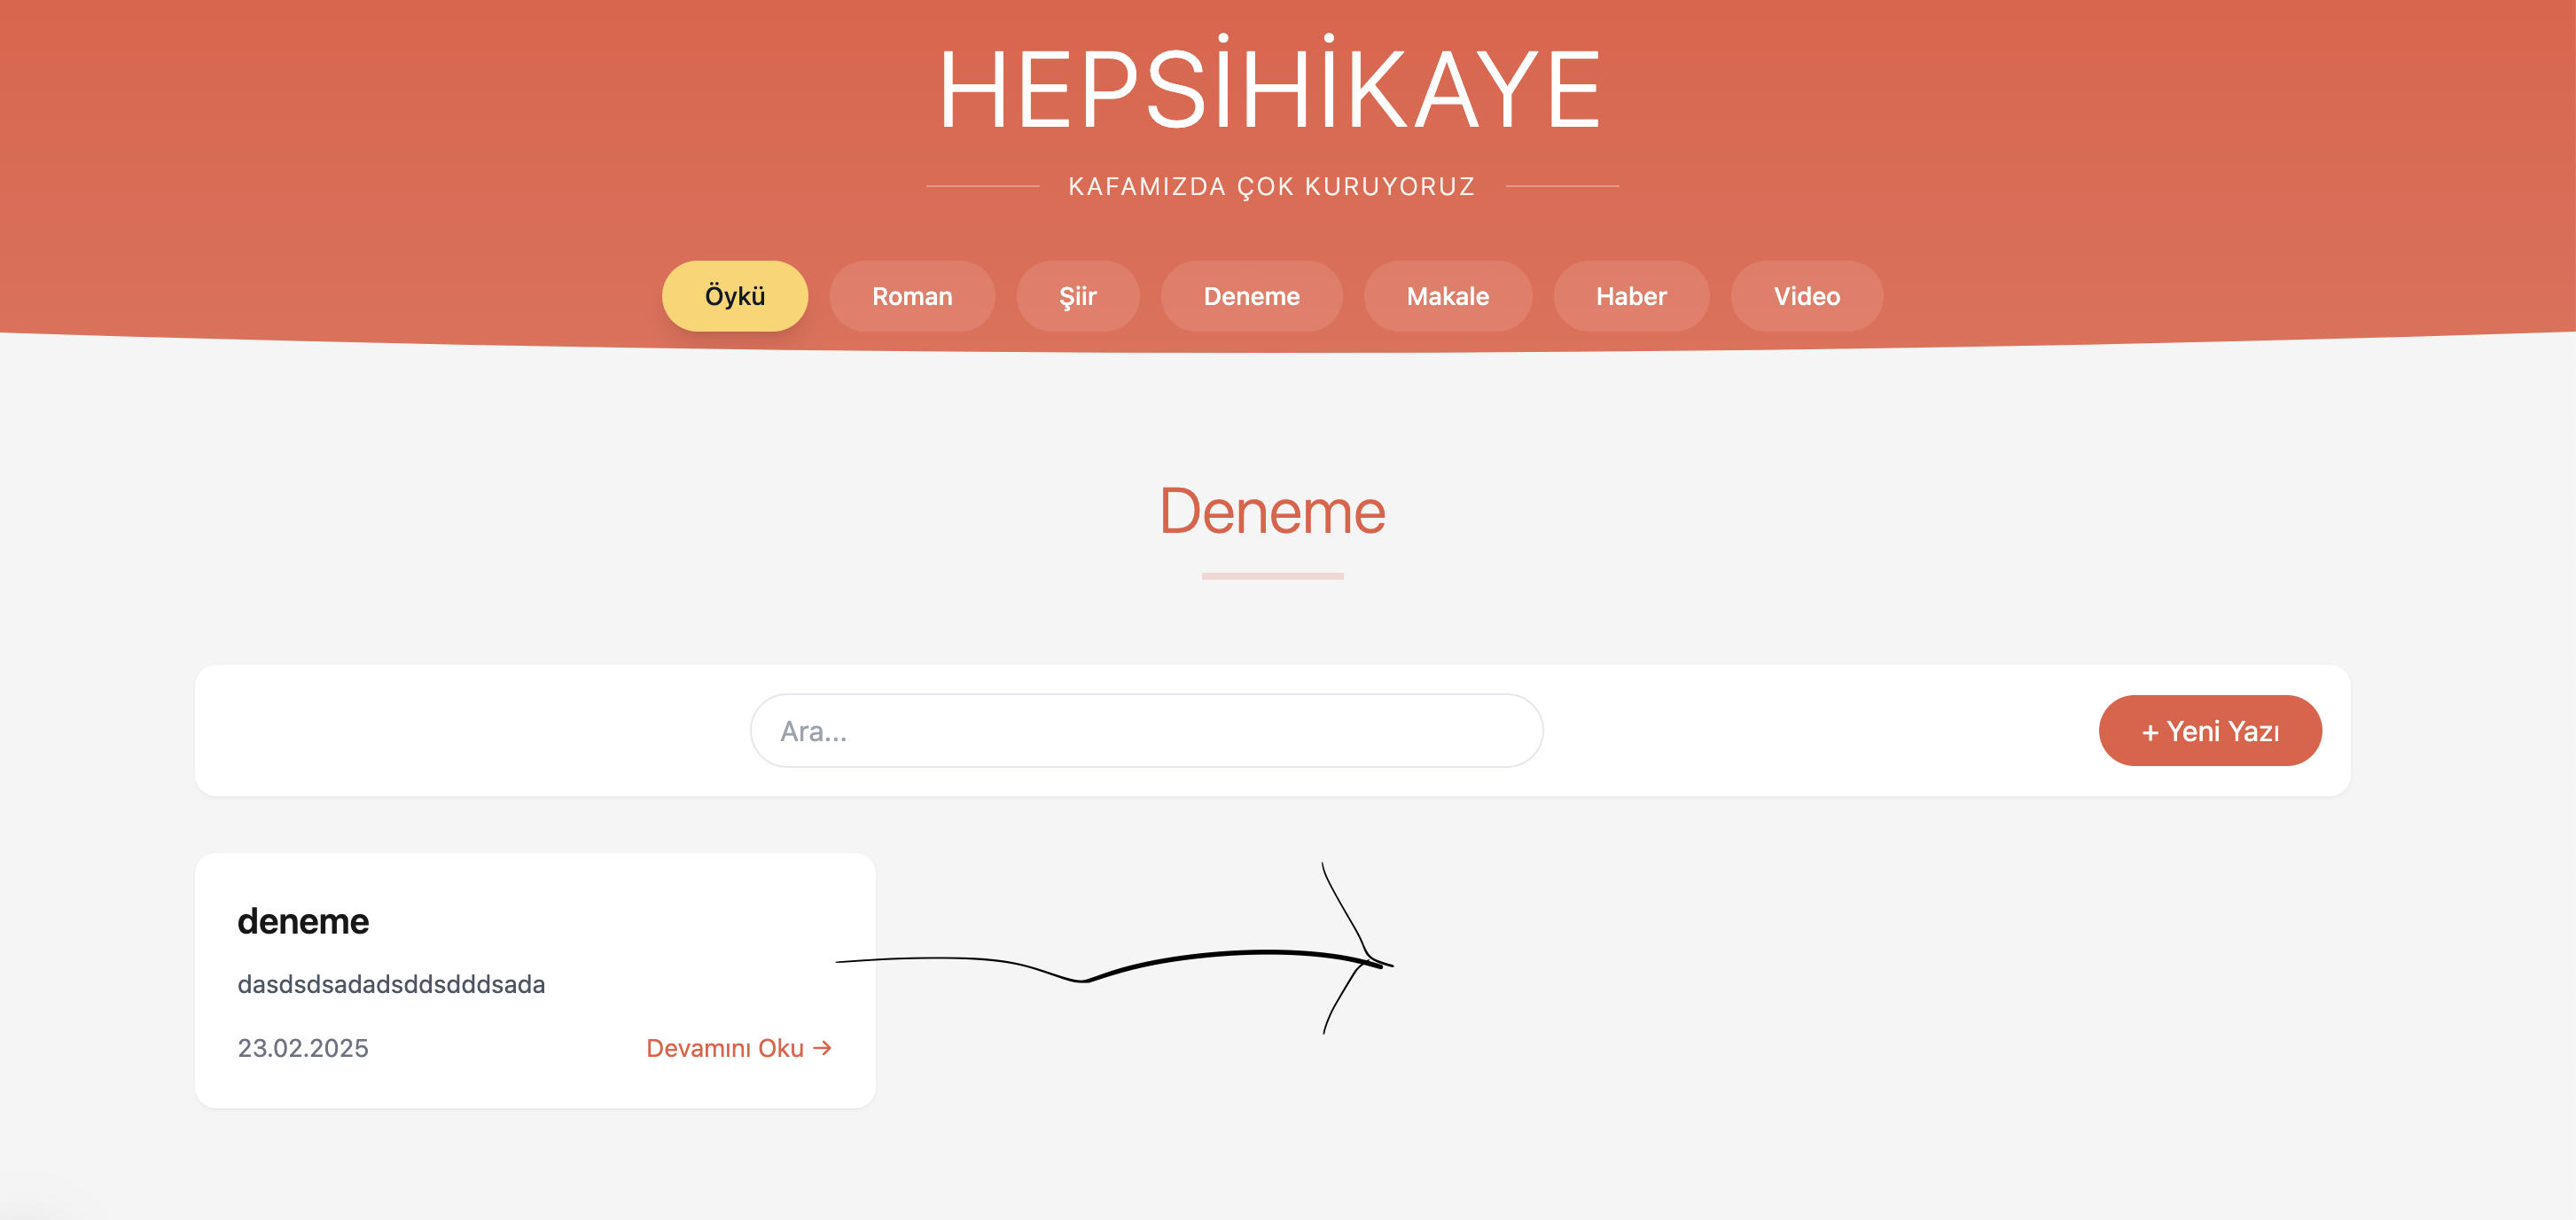 HEPSİHİKAYE
KAFAMIZDA ÇOK KURUYORUZ
Öykü Roman Şiir Deneme Makale Haber Video
Deneme
Ara... + Yeni Yazı
deneme
dasdsdsadadsddsdddsada
23.02.2025 Devamını Oku →